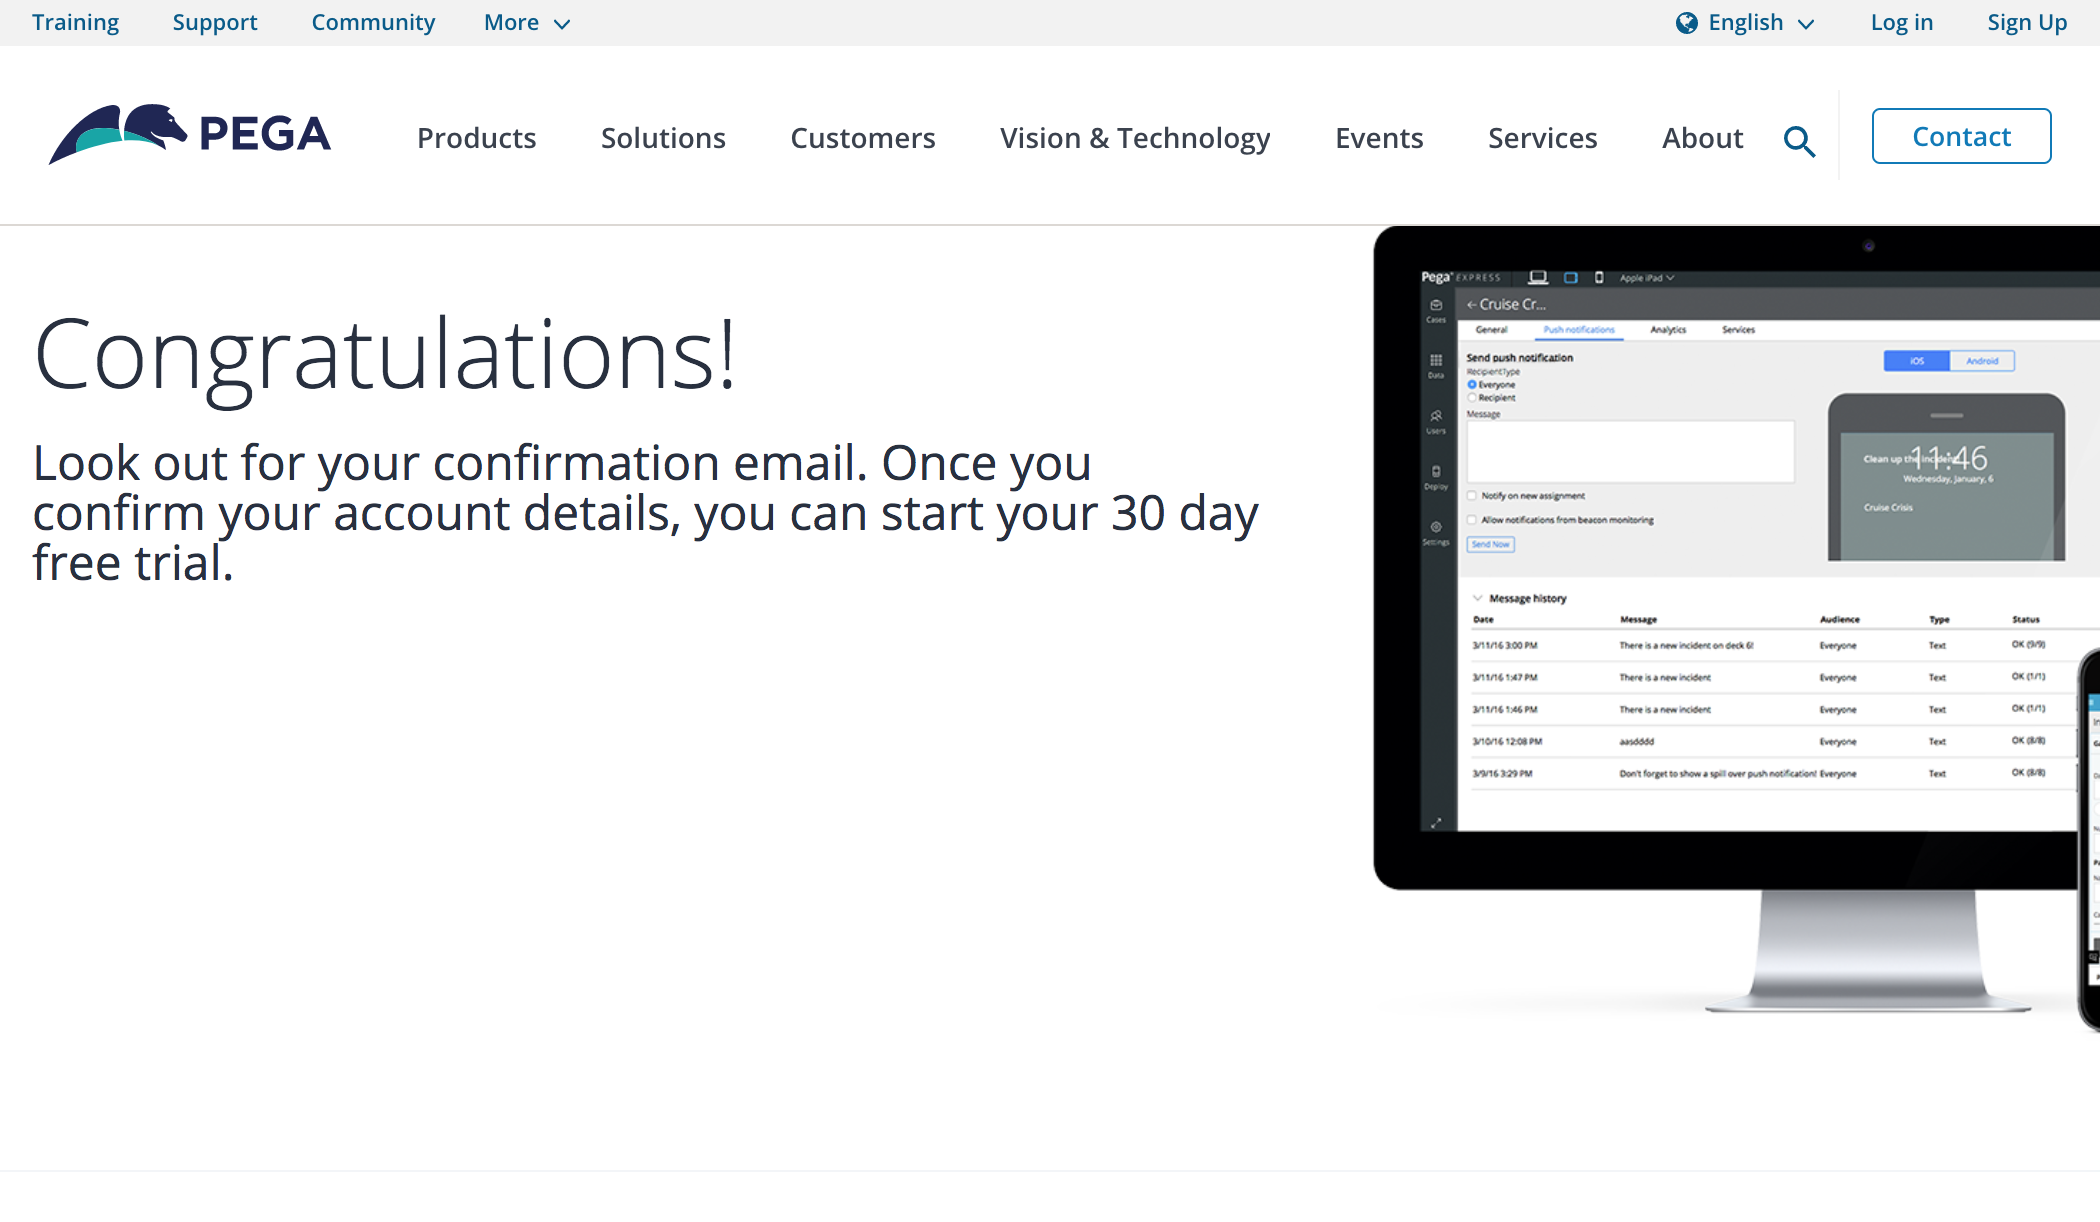 Training Support Community More English Log in Sign Up
PEGA Products Solutions Customers Vision & Technology Events Services About Contact
Congratulations!
Look out for your confirmation email. Once you
confirm your account details, you can start your 30 day
free trial.
Pega EXPRESS Apple iPad
Cases
Data
Users
Deploy
Settings
Cruise Cr...
General Push notifications Analytics Services
Send push notification
RecipientType
Everyone
Recipient
Message
Notify on new assignment
Allow notifications from beacon monitoring
Send Now
iOS Android
11:46
Clean up the incident
Wednesday, January, 6
Cruise Crisis
Message history
Date Message Audience Type Status
3/11/16 3:00 PM There is a new incident on deck 6! Everyone Text OK (9/9)
3/11/16 1:47 PM There is a new incident Everyone Text OK (1/1)
3/11/16 1:46 PM There is a new incident Everyone Text OK (1/1)
3/10/16 12:08 PM aasdddd Everyone Text OK (8/8)
3/9/16 3:29 PM Don't forget to show a spill over push notification! Everyone Text OK (8/8)